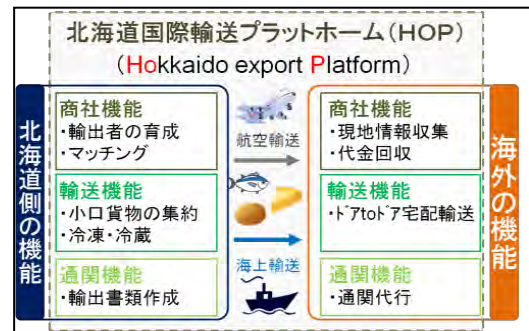 北海道国際輸送プラットホーム(HOP)
(Hokkaido export Platform)
北海道側の機能
商社機能
・輸出者の育成
・マッチング
輸送機能
・小口貨物の集約
・冷凍・冷蔵
通関機能
・輸出書類作成
航空輸送
海上輸送
商社機能
・現地情報収集
・代金回収
輸送機能
・ドアtoドア宅配輸送
通関機能
・通関代行
海外の機能